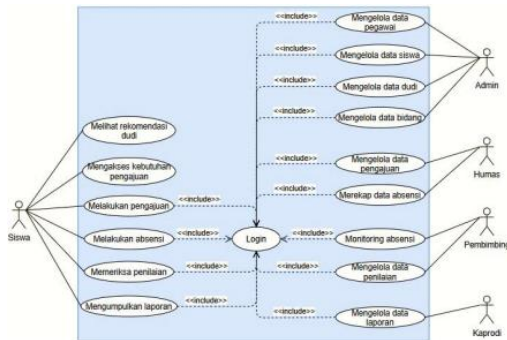 <<include>>
Mengelola data
pegawai
<<include>>
Mengelola data siswa
<<include>>
Mengelola data dudi
Admin
<<include>>
Mengelola data bidang
Melihat rekomendasi
dudi
Mengakses kebutuhan
pengajuan
<<include>>
Mengelola data
pengajuan
Humas
Melakukan pengajuan
<<include>>
<<include>>
Merekap data absensi
Siswa
Melakukan absensi
<<include>>
Login
<<include>>
Monitoring absensi
Pembimbing
Memeriksa penilaian
<<include>>
<<include>>
Mengelola data
penilaian
Mengumpulkan laporan
<<include>>
<<include>>
Mengelola data
laporan
Kaprodi